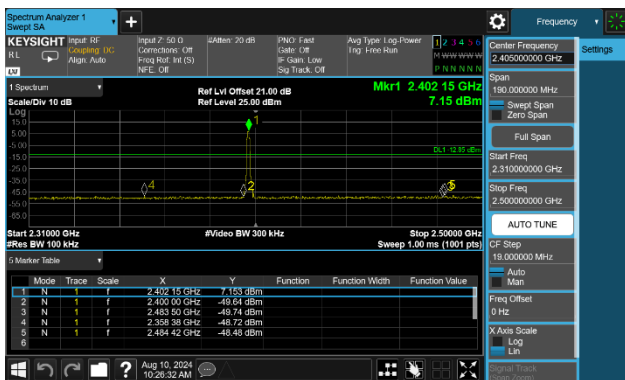 Spectrum Analyzer 1
Swept SA
Frequency
KEYSIGHT
Input: RF
Coupling: DC
Align: Auto
Input Z: 50 Ω
Corrections: Off
Freq Ref: Int (S)
NFE: Off
#Atten: 20 dB
PNO: Fast
Gate: Off
IF Gain: Low
Sig Track: Off
Avg Type: Log-Power
Trig: Free Run
1 2 3 4 5 6
M W W W W W
P N N N N N
RL
Center Frequency
2.405000000 GHz
Settings
1 Spectrum
Scale/Div 10 dB
Log
Ref Lvl Offset 21.00 dB
Ref Level 25.00 dBm
Mkr1 2.402 15 GHz
7.15 dBm
15.0
5.00
-5.00
-15.0
-25.0
-35.0
-45.0
-55.0
-65.0
1
2
4
5
DL1 -12.85 dBm
Start 2.31000 GHz
#Res BW 100 kHz
#Video BW 300 kHz
Stop 2.50000 GHz
Sweep 1.00 ms (1001 pts)
Span
190.000000 MHz
Swept Span
Zero Span
Full Span
Start Freq
2.310000000 GHz
Stop Freq
2.500000000 GHz
AUTO TUNE
CF Step
19.000000 MHz
Auto
Man
Freq Offset
0 Hz
X Axis Scale
Log
Lin
Signal Track
(Span Zoom)
5 Marker Table
Mode Trace Scale X Y Function Function Width Function Value
1 N 1 f 2.402 15 GHz 7.153 dBm
2 N 1 f 2.400 00 GHz -49.64 dBm
3 N 1 f 2.483 50 GHz -49.74 dBm
4 N 1 f 2.358 38 GHz -48.72 dBm
5 N 1 f 2.484 42 GHz -48.48 dBm
6
?
Aug 10, 2024
10:26:32 AM